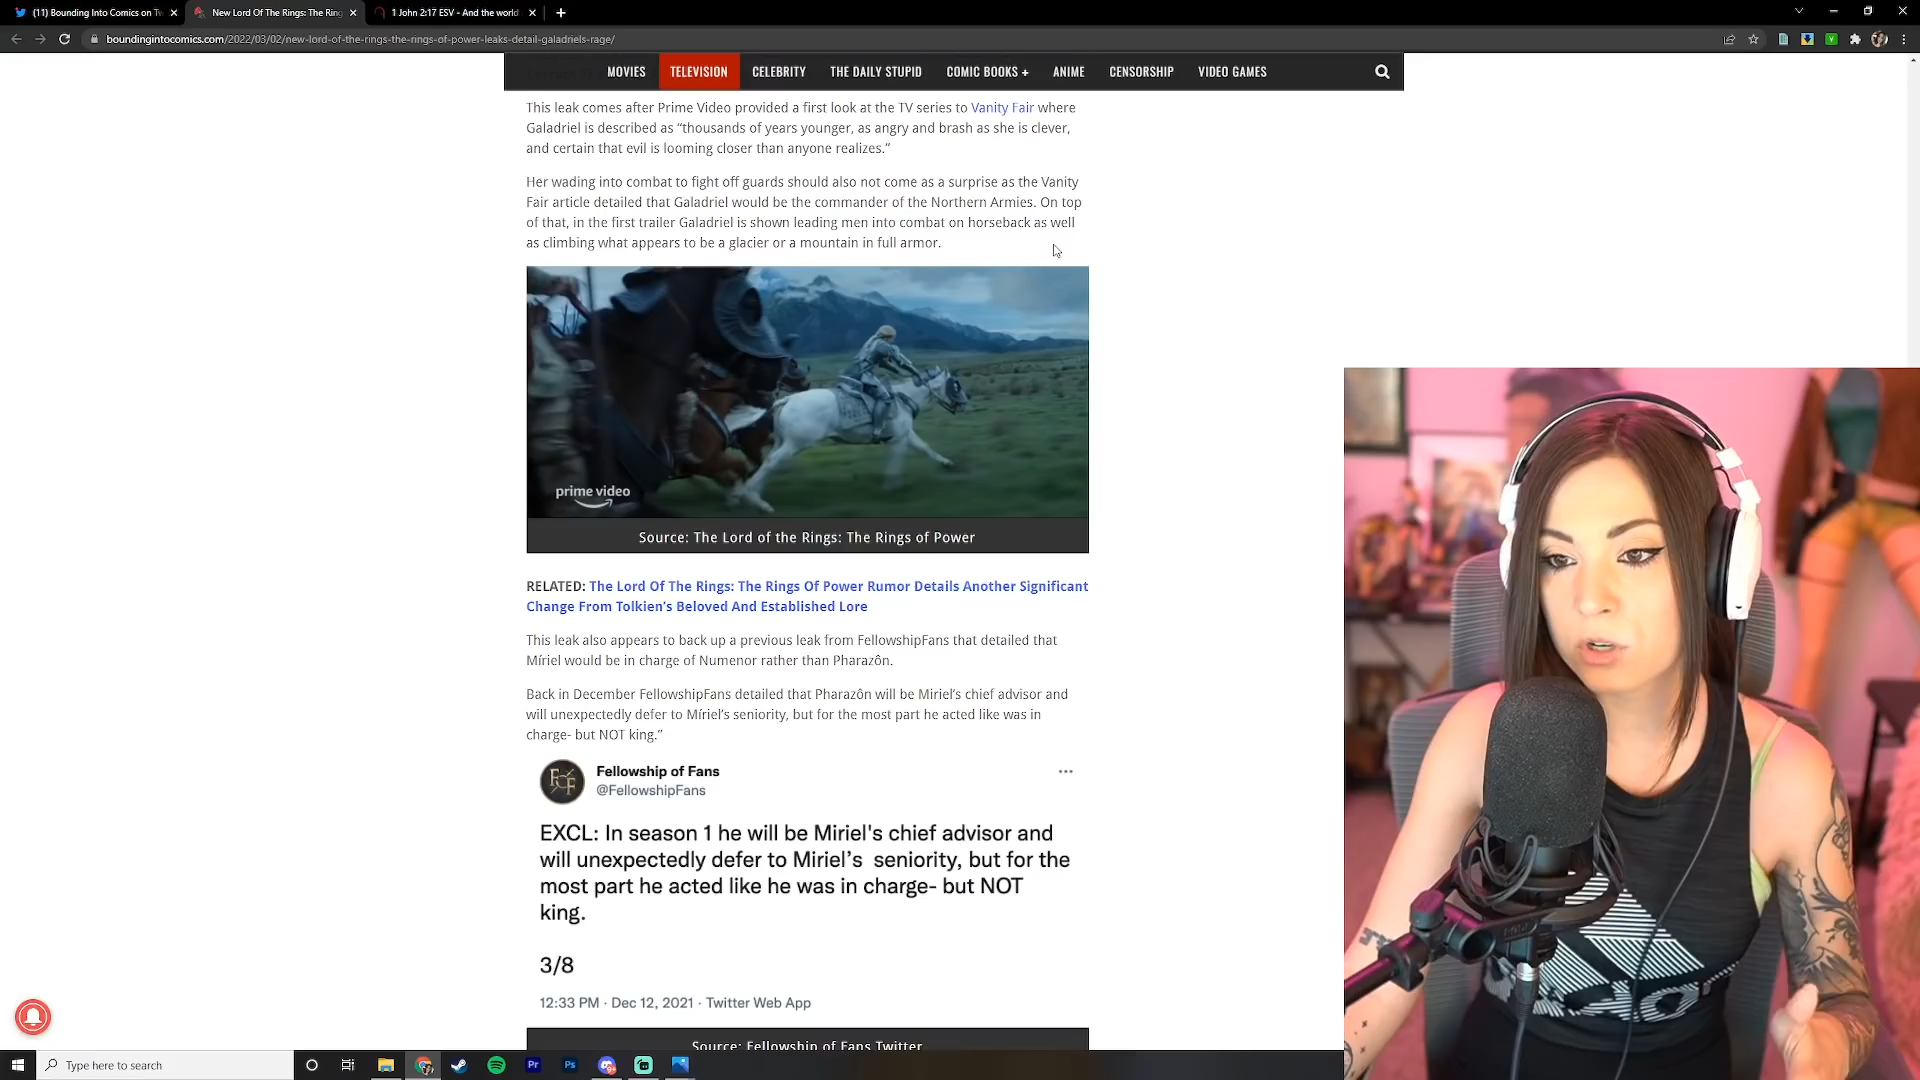 (11) Bounding Into Comics on Tw
New Lord Of The Rings: The Ring
1 John 2:17 ESV - And the world
boundingintocomics.com/2022/03/02/new-lord-of-the-rings-the-rings-of-power-leaks-detail-galadriels-rage/
MOVIES TELEVISION CELEBRITY THE DAILY STUPID COMIC BOOKS + ANIME CENSORSHIP VIDEO GAMES
This leak comes after Prime Video provided a first look at the TV series to Vanity Fair where
Galadriel is described as “thousands of years younger, as angry and brash as she is clever,
and certain that evil is looming closer than anyone realizes.”
Her wading into combat to fight off guards should also not come as a surprise as the Vanity
Fair article detailed that Galadriel would be the commander of the Northern Armies. On top
of that, in the first trailer Galadriel is shown leading men into combat on horseback as well
as climbing what appears to be a glacier or a mountain in full armor.
prime video
Source: The Lord of the Rings: The Rings of Power
RELATED: The Lord Of The Rings: The Rings Of Power Rumor Details Another Significant
Change From Tolkien’s Beloved And Established Lore
This leak also appears to back up a previous leak from FellowshipFans that detailed that
Míriel would be in charge of Numenor rather than Pharazôn.
Back in December FellowshipFans detailed that Pharazôn will be Miriel’s chief advisor and
will unexpectedly defer to Míriel’s seniority, but for the most part he acted like was in
charge- but NOT king.”
Fellowship of Fans
@FellowshipFans
EXCL: In season 1 he will be Miriel's chief advisor and
will unexpectedly defer to Miriel’s seniority, but for the
most part he acted like he was in charge- but NOT
king.
3/8
12:33 PM · Dec 12, 2021 · Twitter Web App
Source: Fellowship of Fans Twitter
Type here to search
Pr
Ps